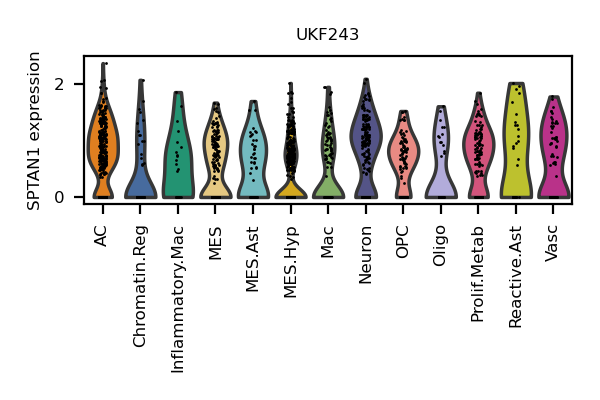 UKF243
SPTAN1 expression
2
0
AC
Chromatin.Reg
Inflammatory.Mac
MES
MES.Ast
MES.Hyp
Mac
Neuron
OPC
Oligo
Prolif.Metab
Reactive.Ast
Vasc